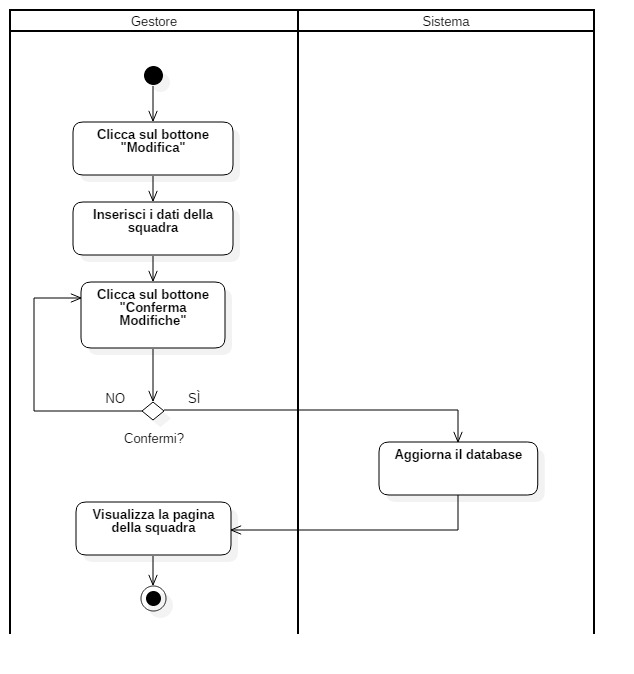 Gestore
Sistema
Clicca sul bottone
"Modifica"
Inserisci i dati della
squadra
Clicca sul bottone
"Conferma
Modifiche"
NO
SÌ
Confermi?
Aggiorna il database
Visualizza la pagina
della squadra